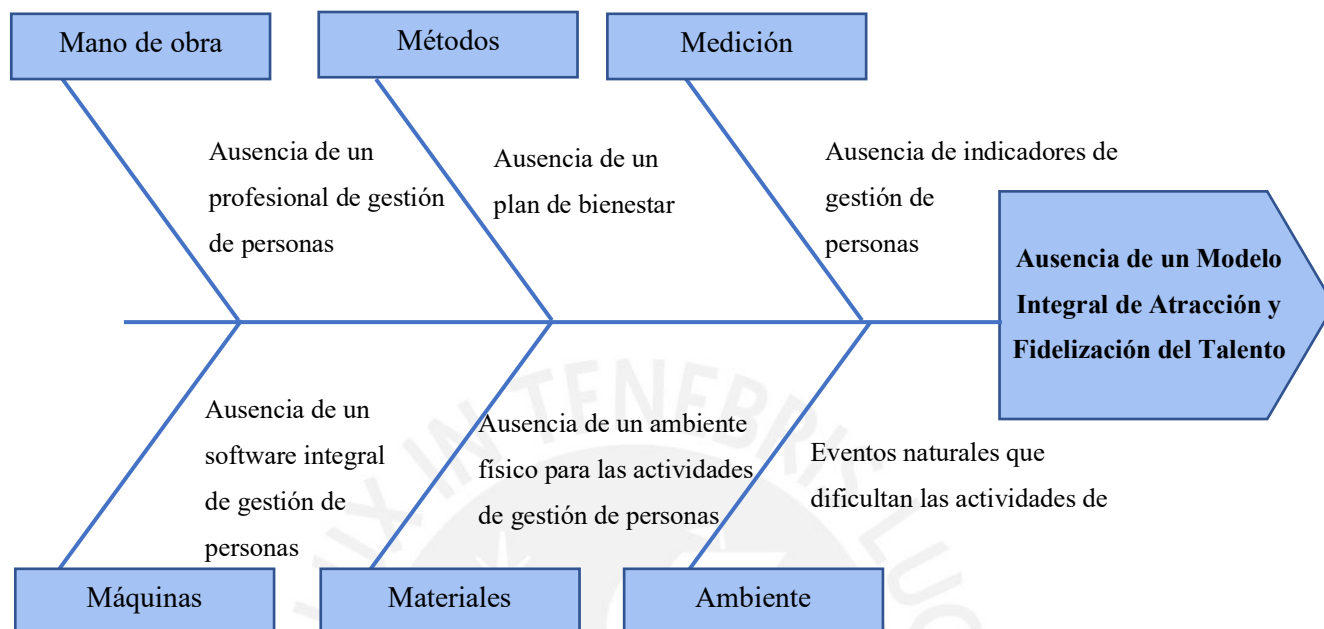 Mano de obra
Métodos
Medición
Ausencia de un
profesional de gestión
de personas
Ausencia de un
plan de bienestar
Ausencia de indicadores de
gestión de
personas
Ausencia de un Modelo
Integral de Atracción y
Fidelización del Talento
Ausencia de un
software integral
de gestión de
personas
Ausencia de un ambiente
físico para las actividades
de gestión de personas
Eventos naturales que
dificultan las actividades de
Máquinas
Materiales
Ambiente
IN TENEBRIS